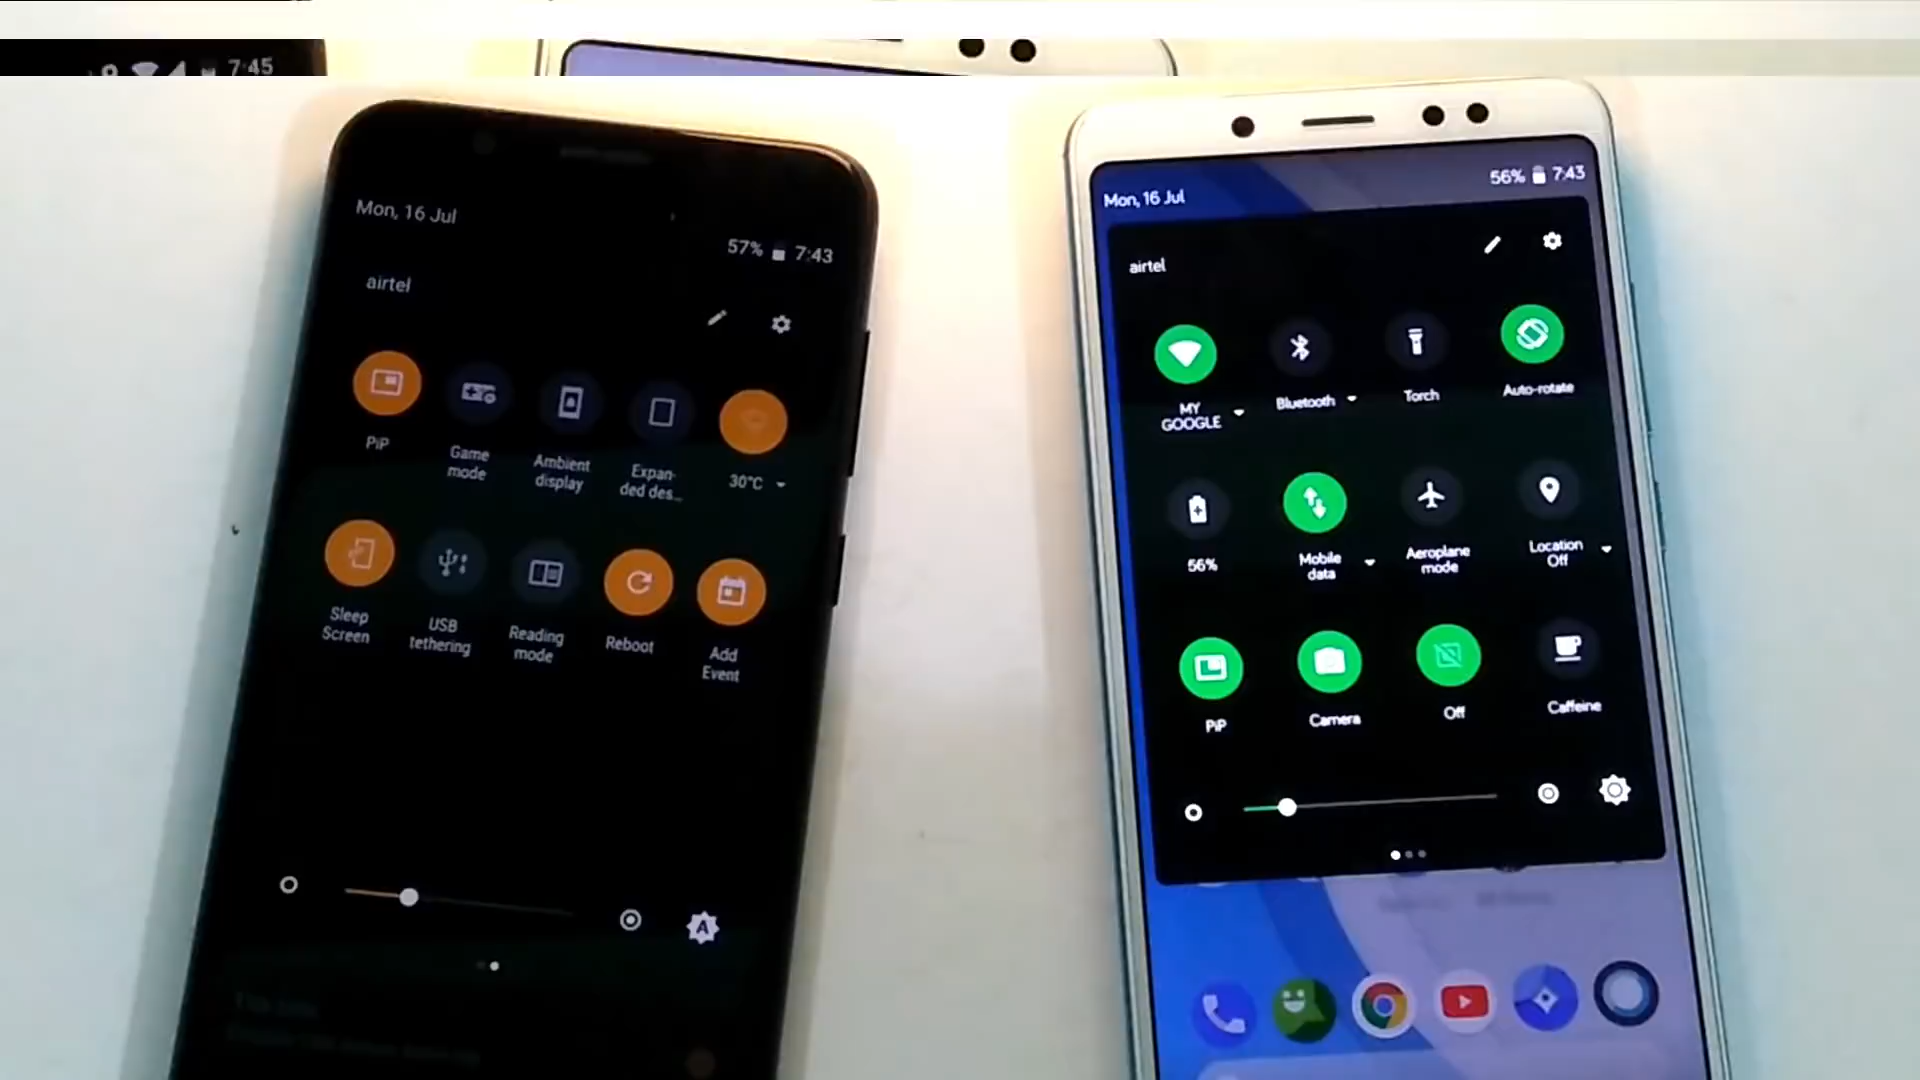 7:45
Mon, 16 Jul
57% 7:43
airtel
PiP
Game
mode
Ambient
display
Expan-
ded des...
30°C
Sleep
Screen
USB
tethering
Reading
mode
Reboot
Add
Event
A
Mon, 16 Jul
56% 7:43
airtel
MY
GOOGLE
Bluetooth
Torch
Auto-rotate
56%
Mobile
data
Aeroplane
mode
Location
Off
PiP
Camera
Off
Caffeine